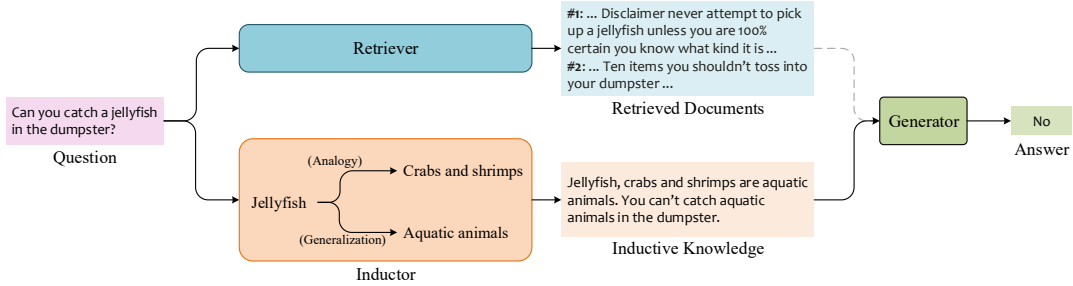 Can you catch a jellyfish
in the dumpster?
Question
Retriever
#1: ... Disclaimer never attempt to pick
up a jellyfish unless you are 100%
certain you know what kind it is ...
#2: ... Ten items you shouldn't toss into
your dumpster ...
Retrieved Documents
(Analogy)
Crabs and shrimps
Jellyfish
(Generalization)
Aquatic animals
Inductor
Jellyfish, crabs and shrimps are aquatic
animals. You can't catch aquatic
animals in the dumpster.
Inductive Knowledge
Generator
No
Answer